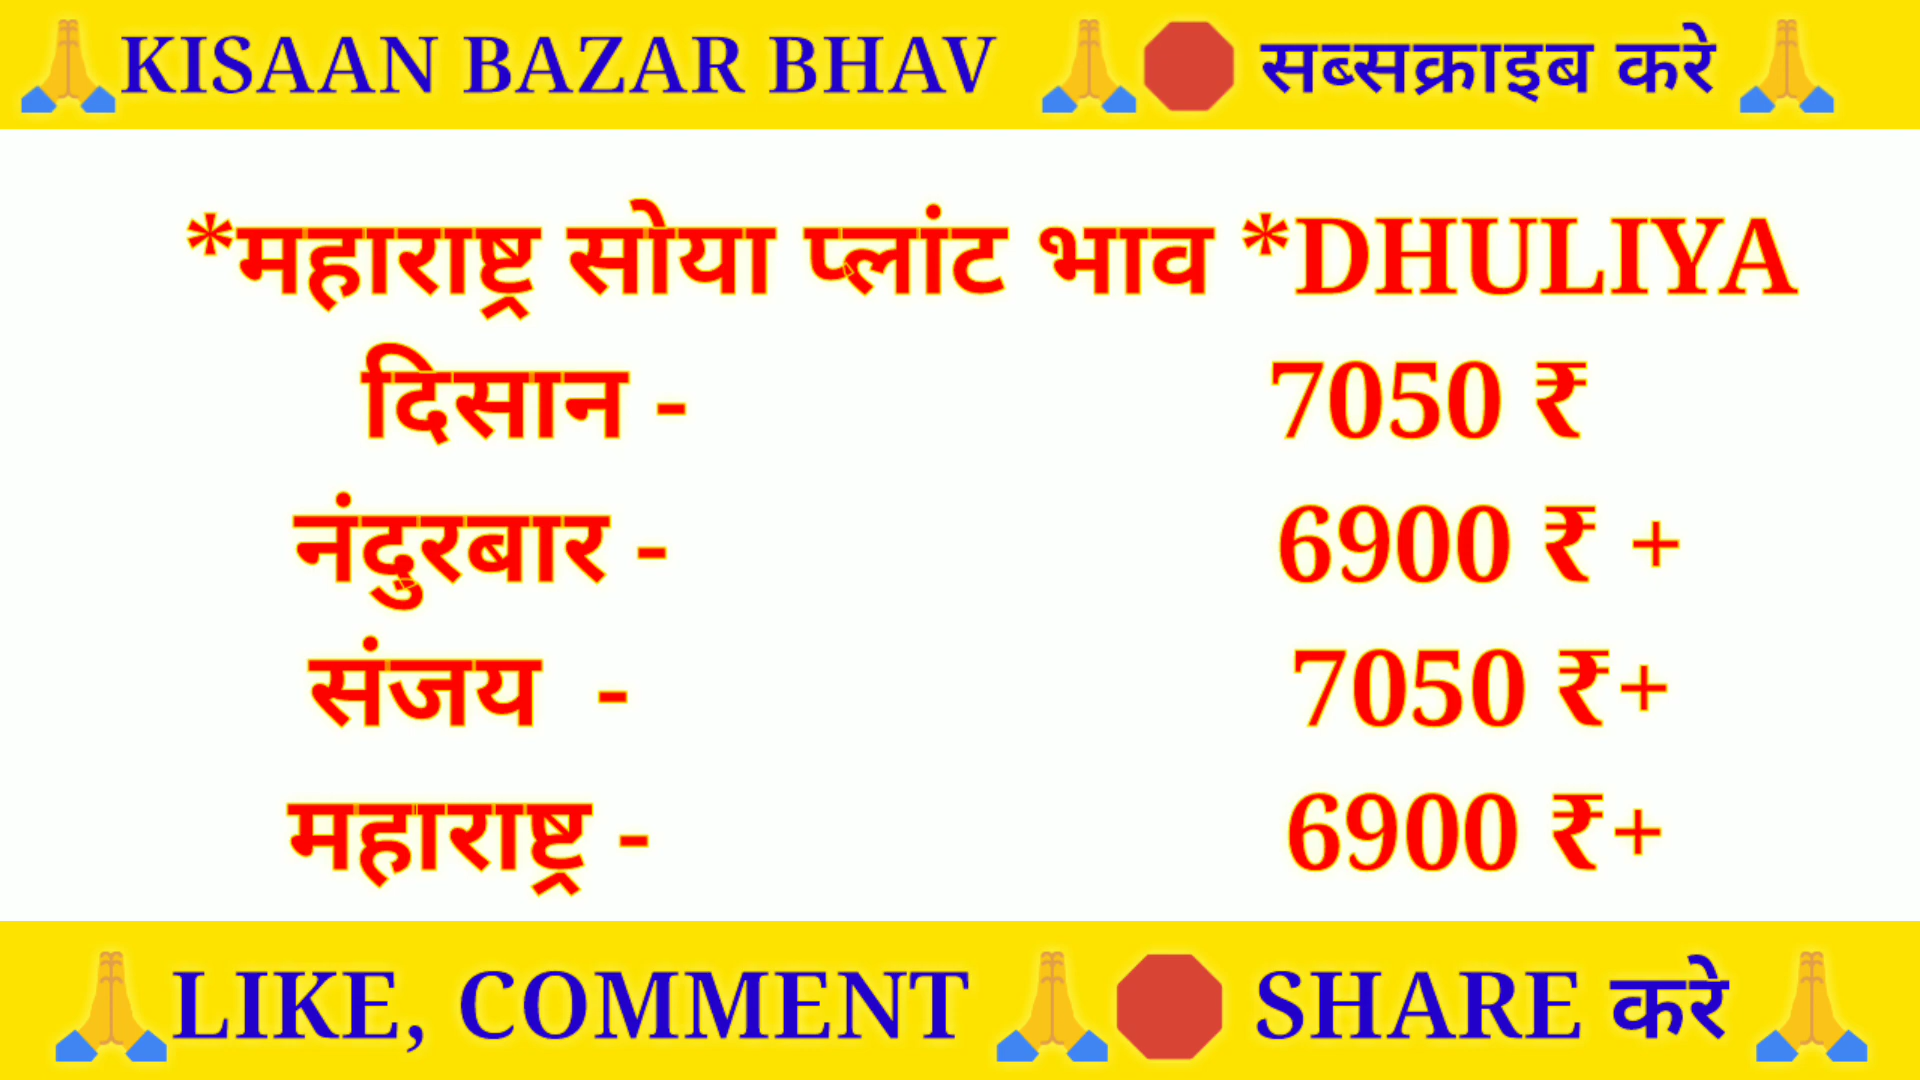 🙏KISAAN BAZAR BHAV 🙏🛑 सब्सक्राइब करे 🙏
*महाराष्ट्र सोया प्लांट भाव *DHULIYA
दिसान - 7050 ₹
नंदुरबार - 6900 ₹ +
संजय - 7050 ₹+
महाराष्ट्र - 6900 ₹+
🙏LIKE, COMMENT 🙏🛑 SHARE करे 🙏